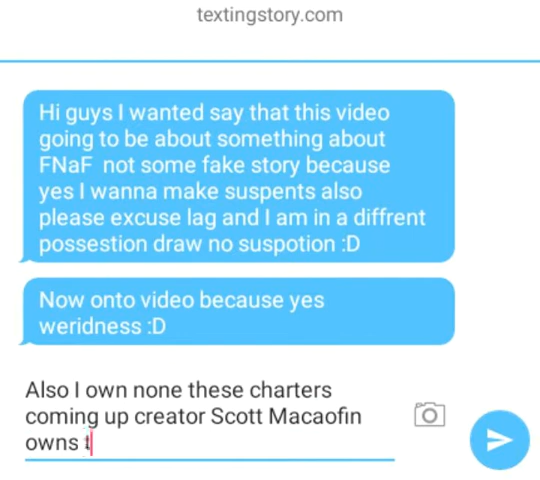 textingstory.com
Hi guys I wanted say that this video
going to be about something about
FNaF not some fake story because
yes I wanna make suspents also
please excuse lag and I am in a diffrent
possestion draw no suspotion :D
Now onto video because yes
weridness :D
Also I own none these charters
coming up creator Scott Macaofin
owns t